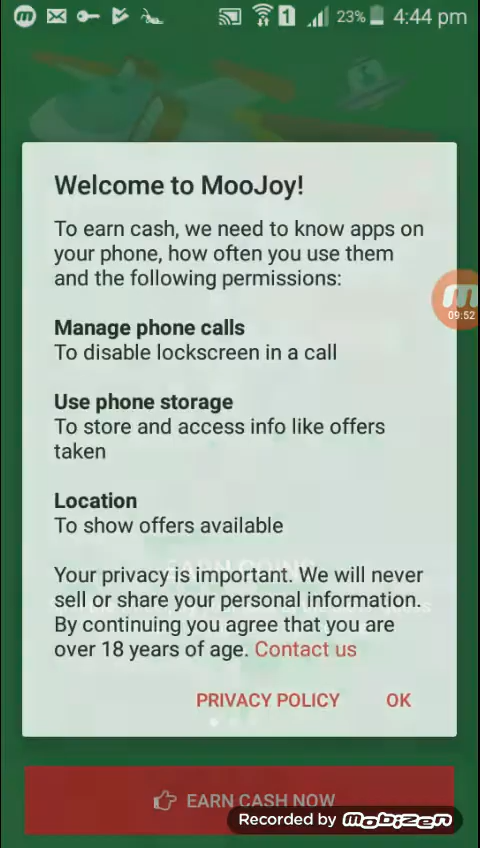 1 23% 4:44 pm
Welcome to MooJoy!
To earn cash, we need to know apps on
your phone, how often you use them
and the following permissions:
09:52
Manage phone calls
To disable lockscreen in a call
Use phone storage
To store and access info like offers
taken
Location
To show offers available
Your privacy is important. We will never
sell or share your personal information.
By continuing you agree that you are
over 18 years of age. Contact us
PRIVACY POLICY OK
EARN CASH NOW
Recorded by mobizen